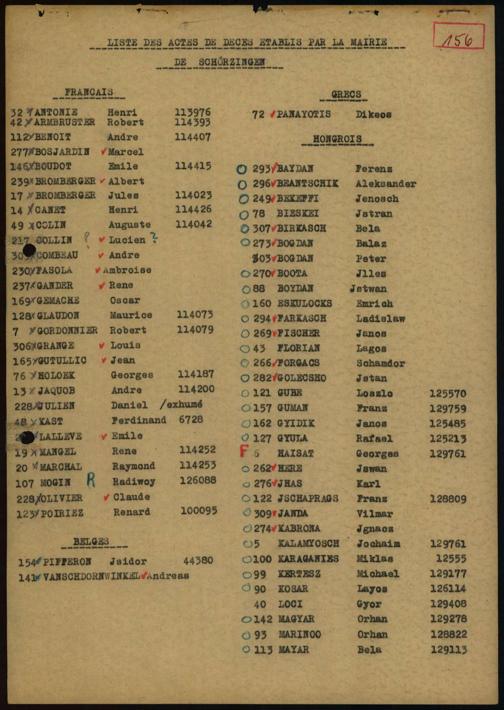 156
LISTE DES ACTES DE DECES ETABLIS PAR LA MAIRIE
DE SCHÖRZINGEN
FRANCAIS
32 ANTONIE Henri 113976
42 ARMBRUSTER Robert 114393
112 BENOIT Andre 114407
277 BOSJARDIN Marcel
146 BOUDOT Emile 114415
239 BROMBERGER Albert
17 BROMBERGER Jules 114023
14 CANET Henri 114426
49 COLIN Auguste 114042
217 COLLIN ? Lucien ?
COMBEAU Andre
230 FASOLA Ambroise
237 GANDER Rene
169 GEMACHE Oscar
128 GLAUDON Maurice 114073
7 GORDONNIER Robert 114079
306 GRANGE Louis
165 GUTULLIC Jean
76 HOLOEK Georges 114187
13 JAQUOB Andre 114200
228 JULIEN Daniel /exhumé
48 KAST Ferdinand 6728
LALLEVE Emile
19 MANGEL Rene 114252
20 MARCHAL Raymond 114253
107 MOGIN R Radiwoy 126088
228 OLIVIER Claude
123 POIRIEZ Renard 100095
BELGES
154 PIFFERON Jsidor 44380
141 VANSCHDORNWINKEL Andreas
GRECS
72 PANAYOTIS Dikeos
HONGROIS
293 BAYDAN Ferenz
296 BEANTSCHIK Aleksander
249 BEKEFFI Jenosch
78 BIESKEI Jstran
307 BIRKASCH Bela
273 BOGDAN Balaz
303 BOGDAN Peter
270 BOOTA Jlles
88 BOYDAN Jstwan
160 ESKULOCKS Emrich
294 FARKASCH Ladislaw
269 FISCHER Janos
43 FLORIAN Lagos
266 FORGACS Schamdor
282 GOLECSHO Jstan
121 GUBE Loszlo 125570
157 GUMAN Franz 129759
162 GYIDIK Janos 125485
127 GYULA Rafael 125213
F 6 HAISAT Georges 129761
262 HERE Jswan
276 JHAS Karl
122 JSCHAPRAGS Franz 128809
309 JANDA Vilmar
274 KABRONA Jgnacz
5 KALAMYOSCH Jochaim 129761
100 KARAGANIES Miklas 12555
99 KERTESZ Michael 129177
90 KOSAR Layos 126114
40 LOCI Gyor 129408
142 MAGYAR Orhan 129278
93 MARINOO Orhan 128822
113 MAYAR Bela 129113